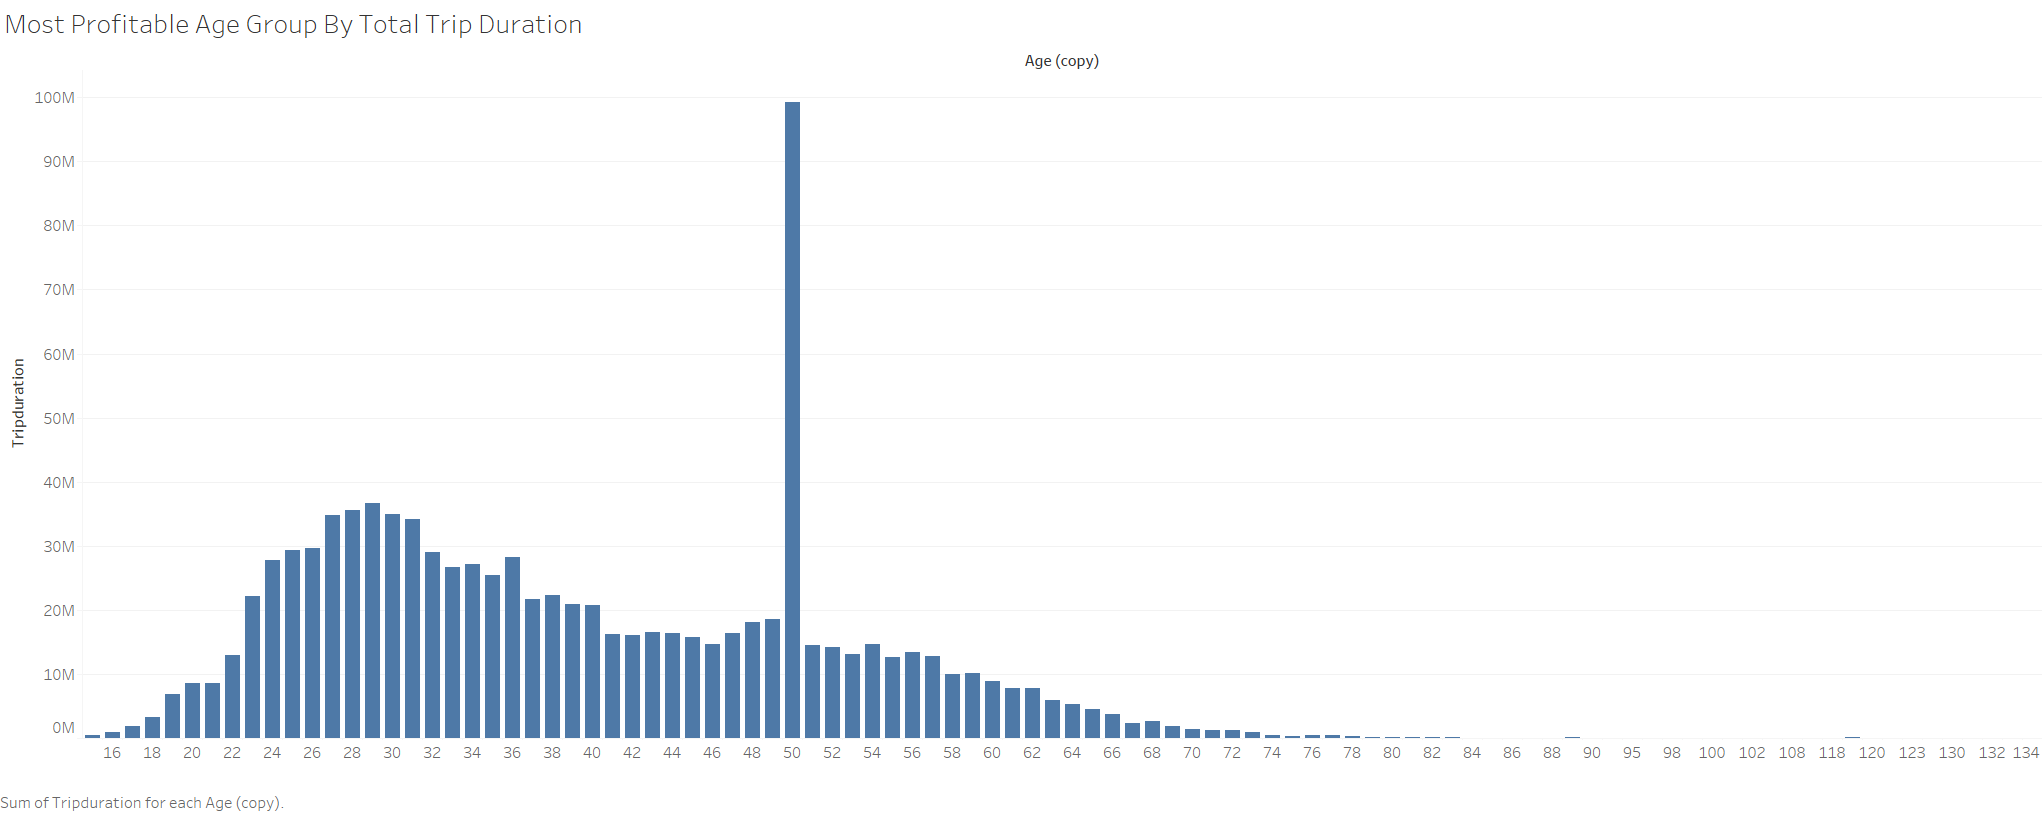 Most Profitable Age Group By Total Trip Duration
Age (copy)
100M
90M
80M
70M
60M
50M
40M
30M
20M
10M
0M
Tripduration
16 18 20 22 24 26 28 30 32 34 36 38 40 42 44 46 48 50 52 54 56 58 60 62 64 66 68 70 72 74 76 78 80 82 84 86 88 90 95 98 100 102 108 118 120 123 130 132 134
Sum of Tripduration for each Age (copy).